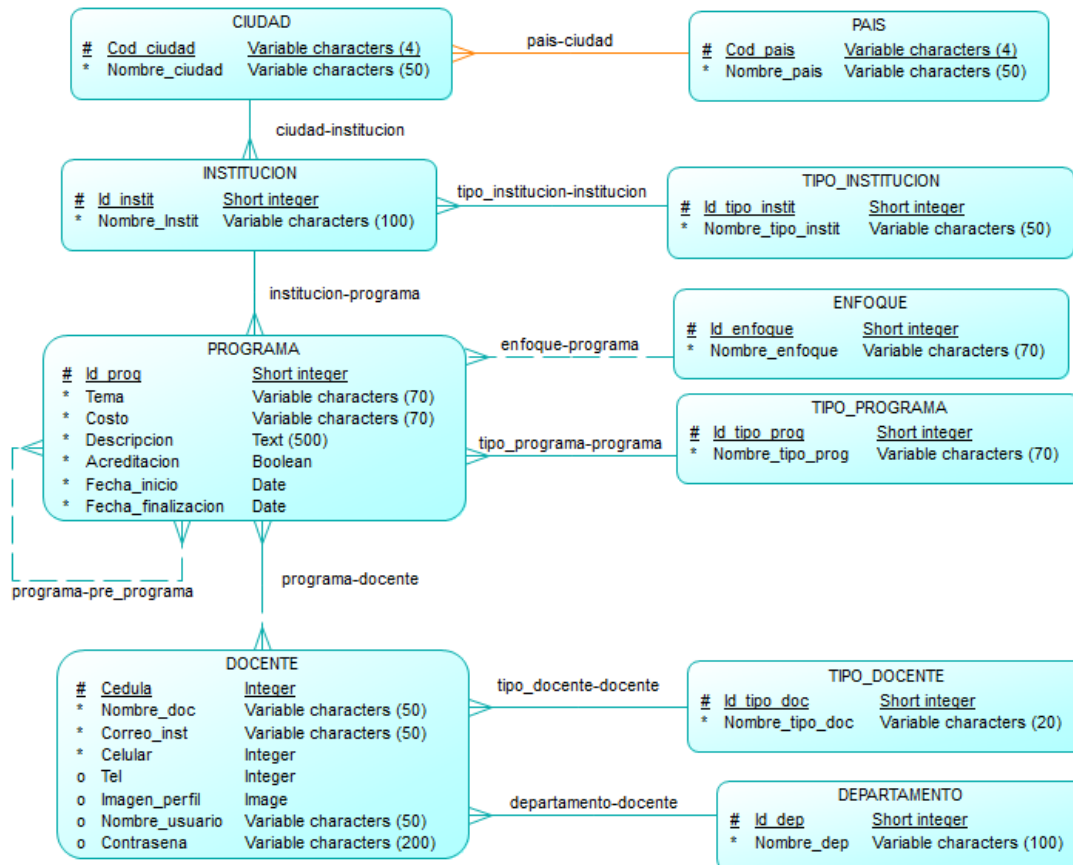 CIUDAD
# Cod_ciudad Variable characters (4)
* Nombre_ciudad Variable characters (50)
pais-ciudad
PAIS
# Cod_pais Variable characters (4)
* Nombre_pais Variable characters (50)
ciudad-institucion
INSTITUCION
# Id_instit Short integer
* Nombre_Instit Variable characters (100)
tipo_institucion-institucion
TIPO_INSTITUCION
# Id_tipo_instit Short integer
* Nombre_tipo_instit Variable characters (50)
institucion-programa
ENFOQUE
# Id_enfoque Short integer
* Nombre_enfoque Variable characters (70)
enfoque-programa
PROGRAMA
# Id_prog Short integer
* Tema Variable characters (70)
* Costo Variable characters (70)
* Descripcion Text (500)
* Acreditacion Boolean
* Fecha_inicio Date
* Fecha_finalizacion Date
tipo_programa-programa
TIPO_PROGRAMA
# Id_tipo_prog Short integer
* Nombre_tipo_prog Variable characters (70)
programa-pre_programa
programa-docente
DOCENTE
# Cedula Integer
* Nombre_doc Variable characters (50)
* Correo_inst Variable characters (50)
* Celular Integer
o Tel Integer
o Imagen_perfil Image
o Nombre_usuario Variable characters (50)
o Contrasena Variable characters (200)
tipo_docente-docente
TIPO_DOCENTE
# Id_tipo_doc Short integer
* Nombre_tipo_doc Variable characters (20)
departamento-docente
DEPARTAMENTO
# Id_dep Short integer
* Nombre_dep Variable characters (100)